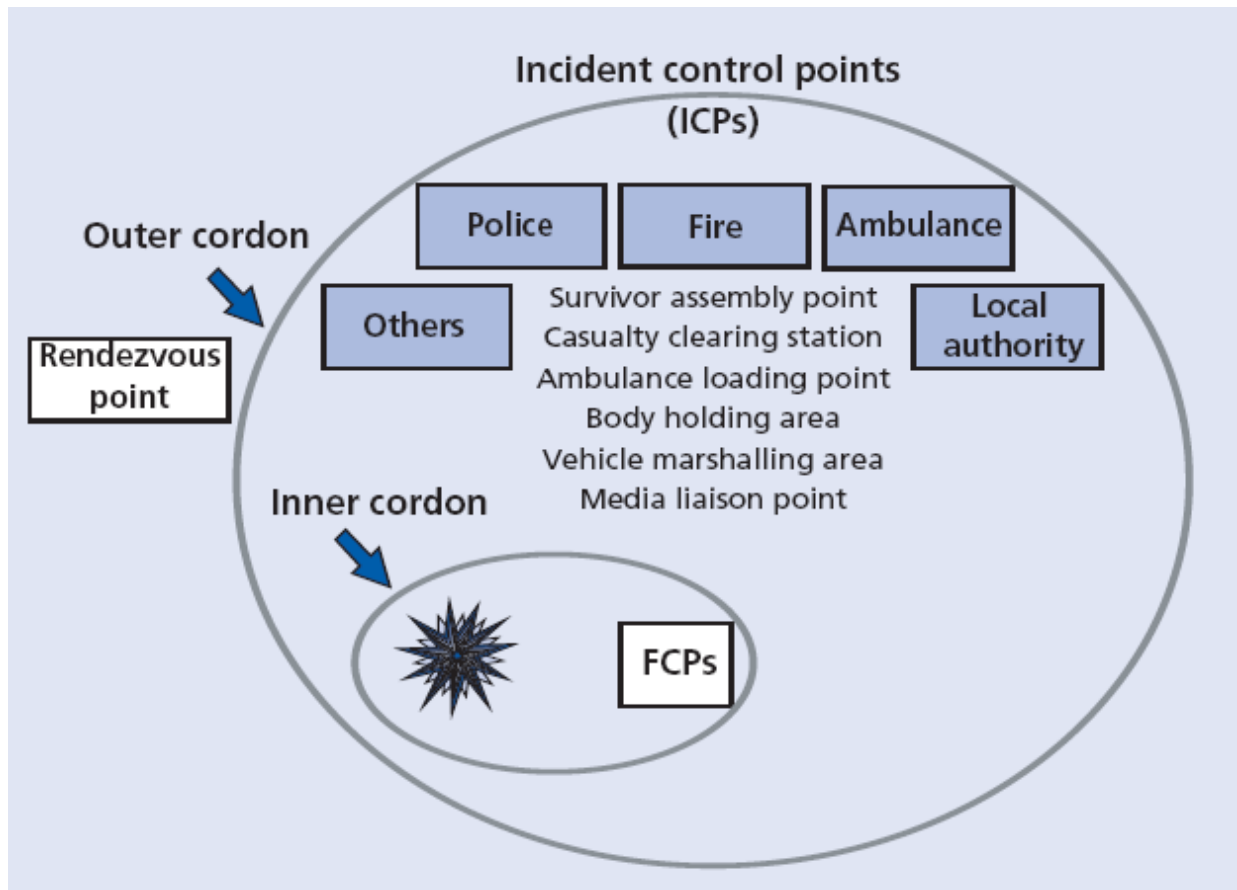 Incident control points
(ICPs)
Police
Fire
Ambulance
Outer cordon
Others
Survivor assembly point
Casualty clearing station
Ambulance loading point
Body holding area
Vehicle marshalling area
Media liaison point
Local
authority
Rendezvous
point
Inner cordon
FCPs